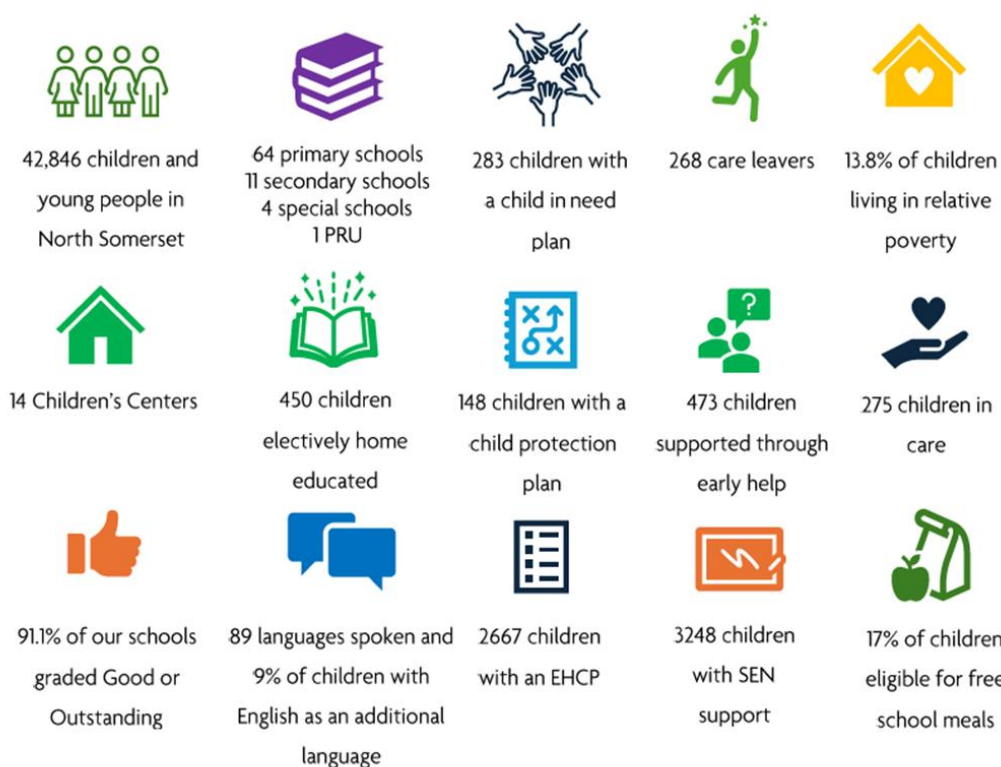 42,846 children and
young people in
North Somerset
64 primary schools
11 secondary schools
4 special schools
1 PRU
283 children with
a child in need
plan
268 care leavers
13.8% of children
living in relative
poverty
14 Children's Centers
450 children
electively home
educated
148 children with a
child protection
plan
?
473 children
supported through
early help
275 children in
care
91.1% of our schools
graded Good or
Outstanding
89 languages spoken and
9% of children with
English as an additional
language
2667 children
with an EHCP
3248 children
with SEN
support
17% of children
eligible for free
school meals